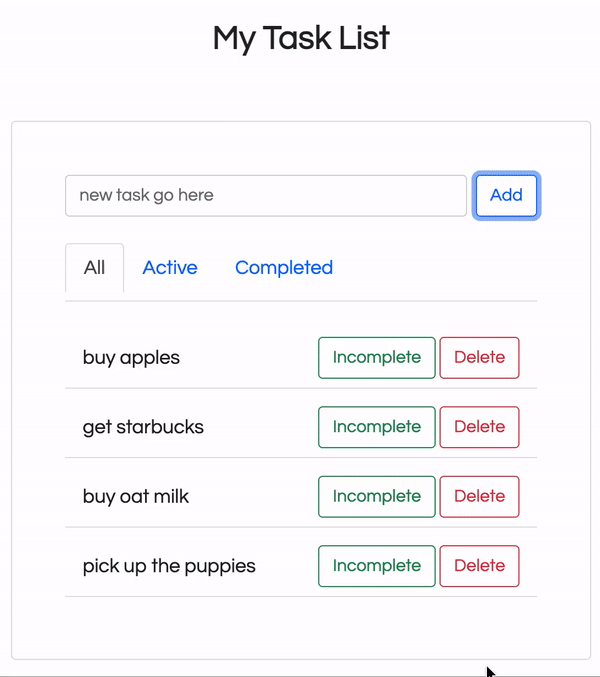 My Task List
new task go here Add
All Active Completed
buy apples Incomplete Delete
get starbucks Incomplete Delete
buy oat milk Incomplete Delete
pick up the puppies Incomplete Delete